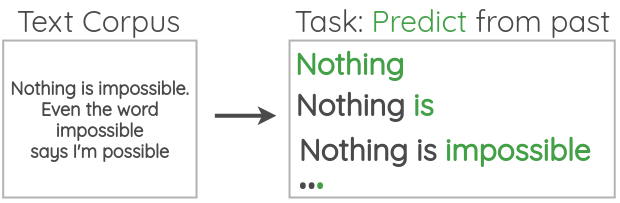 Text Corpus
Nothing is impossible.
Even the word
impossible
says I'm possible
Task: Predict from past
Nothing
Nothing is
Nothing is impossible
...